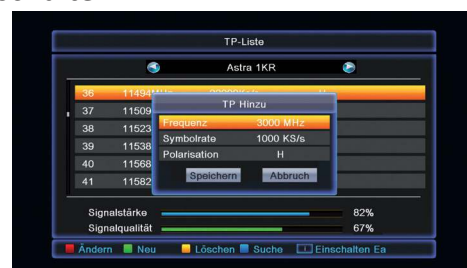 TP-Liste
Astra 1KR
36 11494
37 11509
38 11523
39 11538
40 11568
41 11582
TP Hinzu
Frequenz 3000 MHz
Symbolrate 1000 KS/s
Polarisation H
Speichern Abbruch
Signalstärke 82%
Signalqualität 67%
Ändern Neu Löschen Suche Einschalten Ea